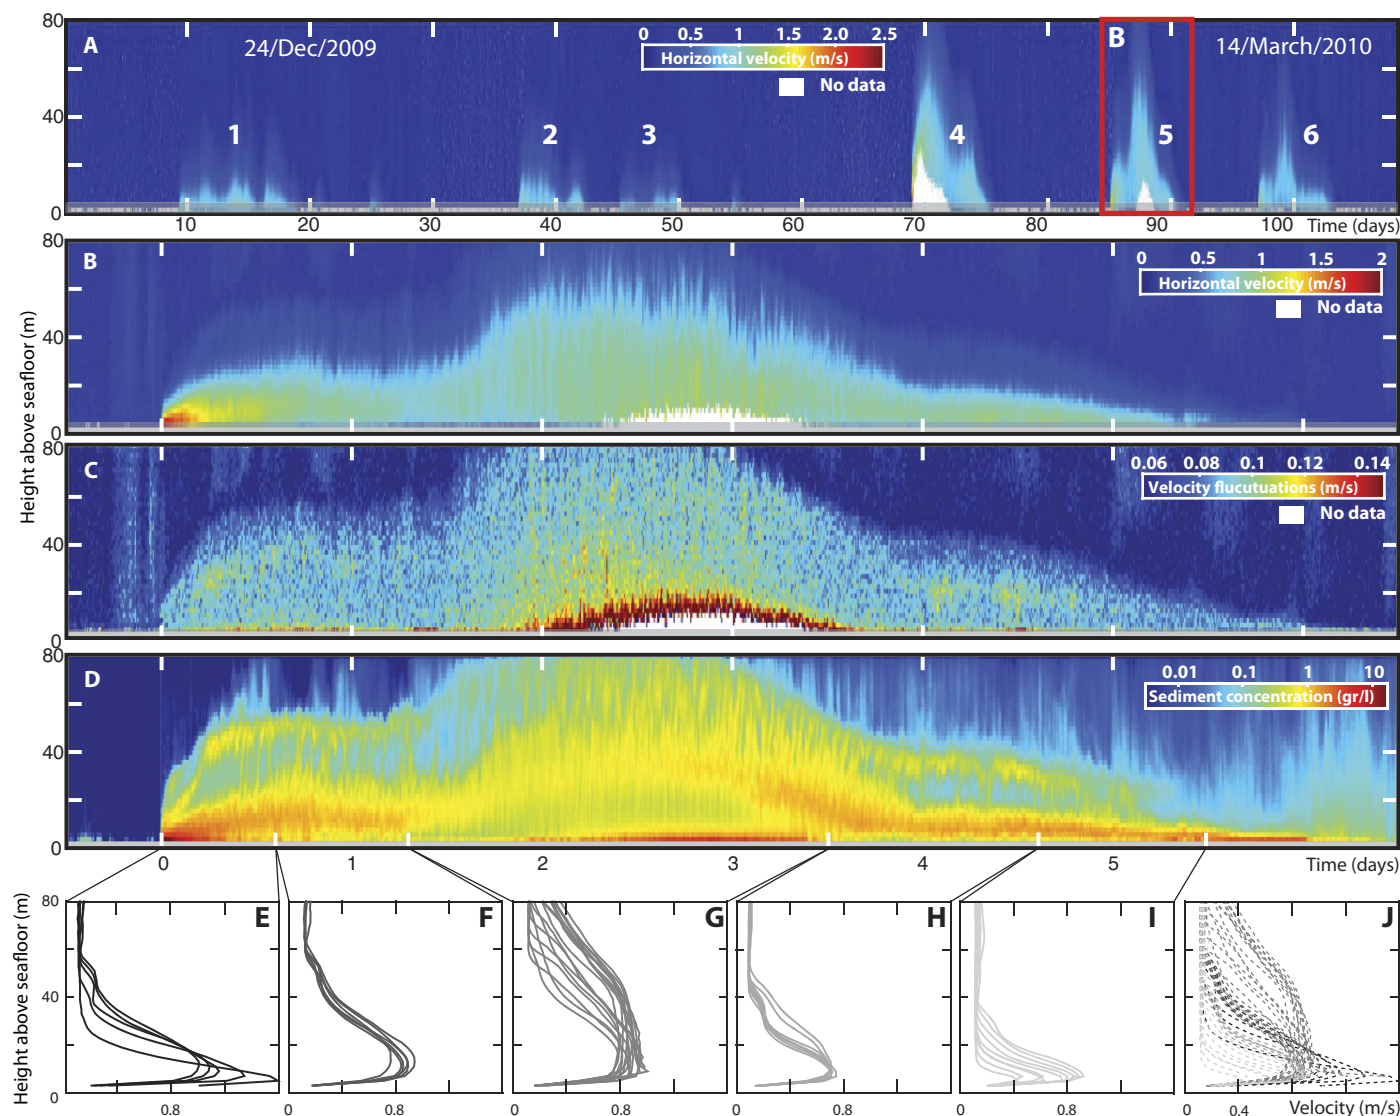 80
A
24/Dec/2009
0 0.5 1 1.5 2.0 2.5
Horizontal velocity (m/s)
No data
B
14/March/2010
40
1 2 3 4 5 6
0
10 20 30 40 50 60 70 80 90 100 Time (days)
Height above seafloor (m)
80
B
0 0.5 1 1.5 2
Horizontal velocity (m/s)
No data
40
0
80
C
0.06 0.08 0.1 0.12 0.14
Velocity flucutuations (m/s)
No data
40
0
80
D
0.01 0.1 1 10
Sediment concentration (gr/l)
40
0
0 1 2 3 4 5 Time (days)
Height above seafloor (m)
80
E F G H I J
40
0
0.8 0 0.8 0 0.8 0 0.8 0 0.8 0 0.4 Velocity (m/s)